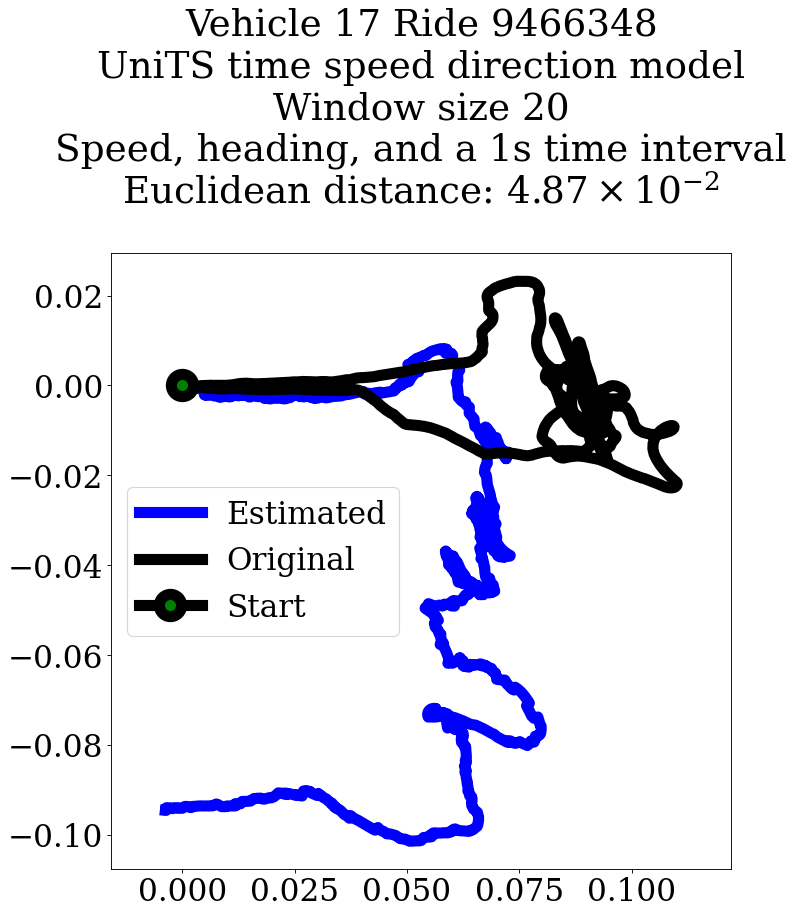 Vehicle 17 Ride 9466348
UniTS time speed direction model
Window size 20
Speed, heading, and a 1s time interval
Euclidean distance: 4.87 × 10⁻²
0.02
0.00
−0.02
−0.04
−0.06
−0.08
−0.10
Estimated
Original
Start
0.000 0.025 0.050 0.075 0.100